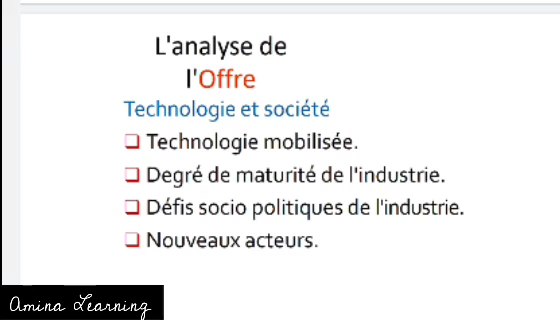 L'analyse de
l'Offre
Technologie et société
Technologie mobilisée.
Degré de maturité de l'industrie.
Défis socio politiques de l'industrie.
Nouveaux acteurs.
Amina Learning